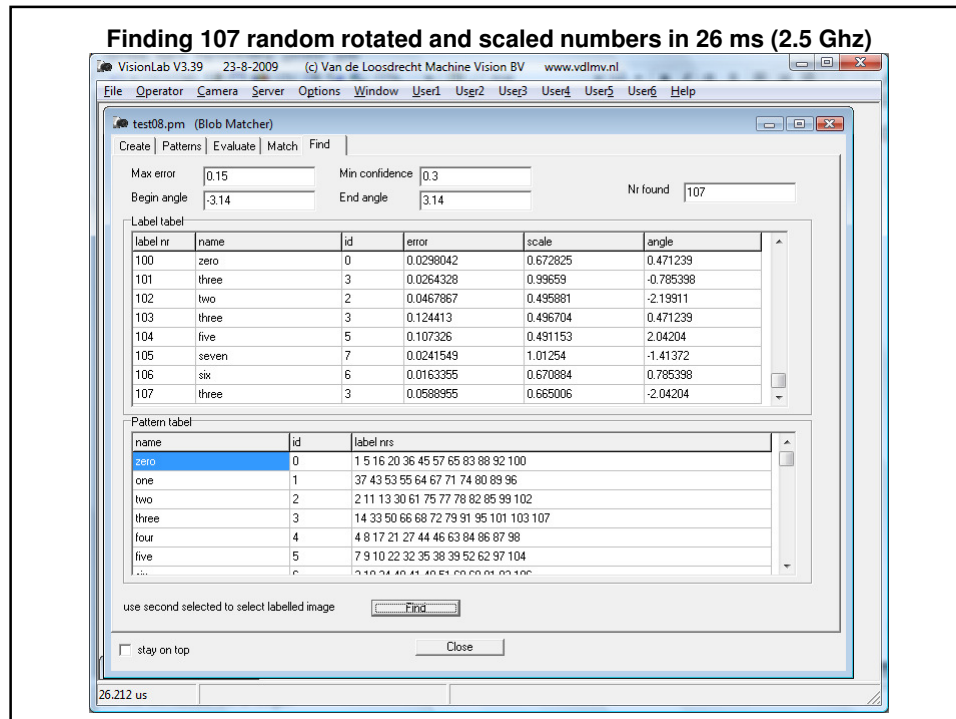 Finding 107 random rotated and scaled numbers in 26 ms (2.5 Ghz)
VisionLab V3.39 23-8-2009 (c) Van de Loosdrecht Machine Vision BV www.vdlmv.nl
File Operator Camera Server Options Window User1 User2 User3 User4 User5 User6 Help
test08.pm (Blob Matcher)
Create Patterns Evaluate Match Find
Max error 0.15 Min confidence 0.3
Begin angle -3.14 End angle 3.14 Nr found 107
Label tabel
label nr name id error scale angle
100 zero 0 0.0298042 0.672825 0.471239
101 three 3 0.0264328 0.99659 -0.785398
102 two 2 0.0467867 0.495881 -2.19911
103 three 3 0.124413 0.496704 0.471239
104 five 5 0.107326 0.491153 2.04204
105 seven 7 0.0241549 1.01254 -1.41372
106 six 6 0.0163355 0.670884 0.785398
107 three 3 0.0588955 0.665006 -2.04204
Pattern tabel
name id label nrs
zero 0 1 5 16 20 36 45 57 65 83 88 92 100
one 1 37 43 53 55 64 67 71 74 80 89 96
two 2 2 11 13 30 61 75 77 78 82 85 99 102
three 3 14 33 50 66 68 72 79 91 95 101 103 107
four 4 4 8 17 21 27 44 46 63 84 86 87 98
five 5 7 9 10 22 32 35 38 39 52 62 97 104
use second selected to select labelled image Find
stay on top Close
26.212 us